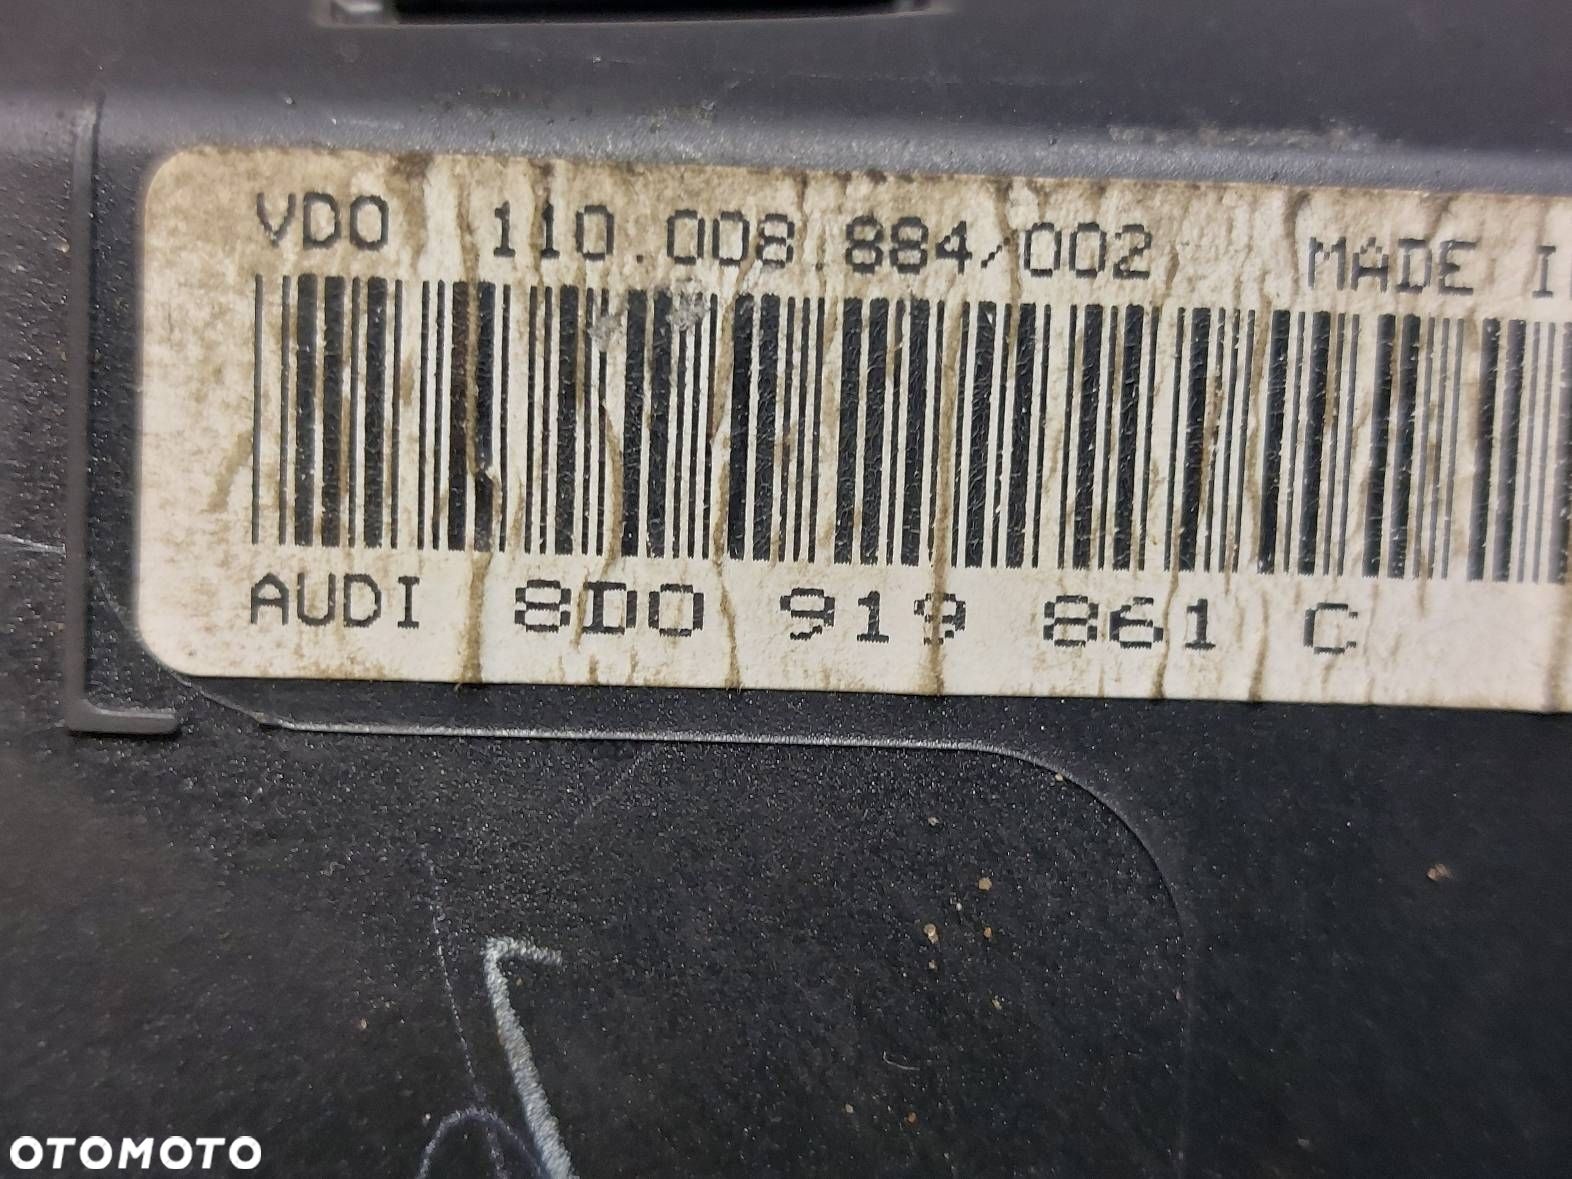 VDO 110.008.884/002 MADE I
AUDI 8D0 919 861 C
OTOMOTO